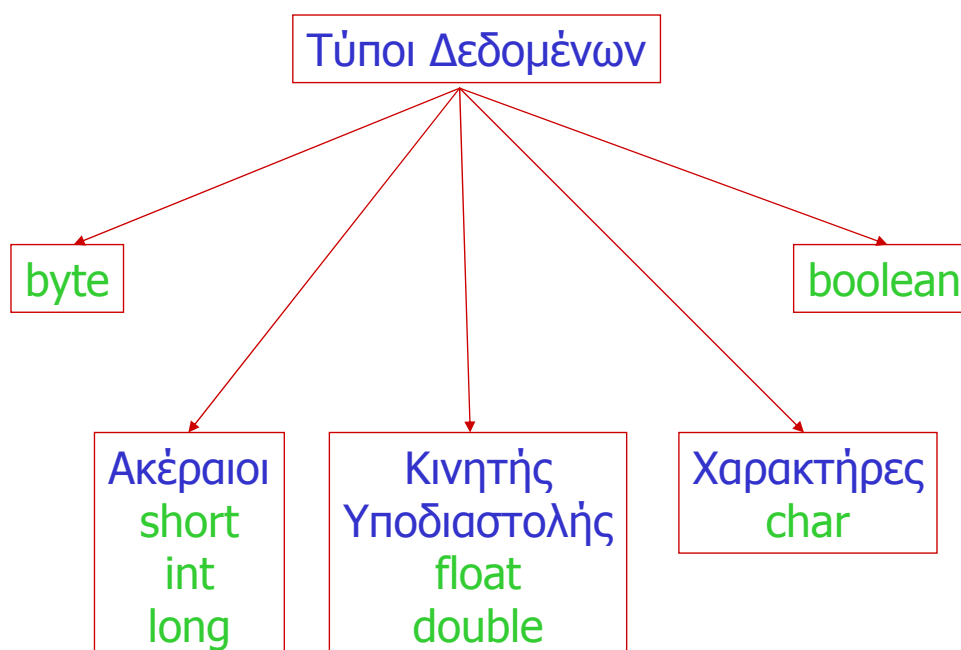 Τύποι Δεδομένων
byte
boolean
Ακέραιοι
short
int
long
Κινητής
Υποδιαστολής
float
double
Χαρακτήρες
char